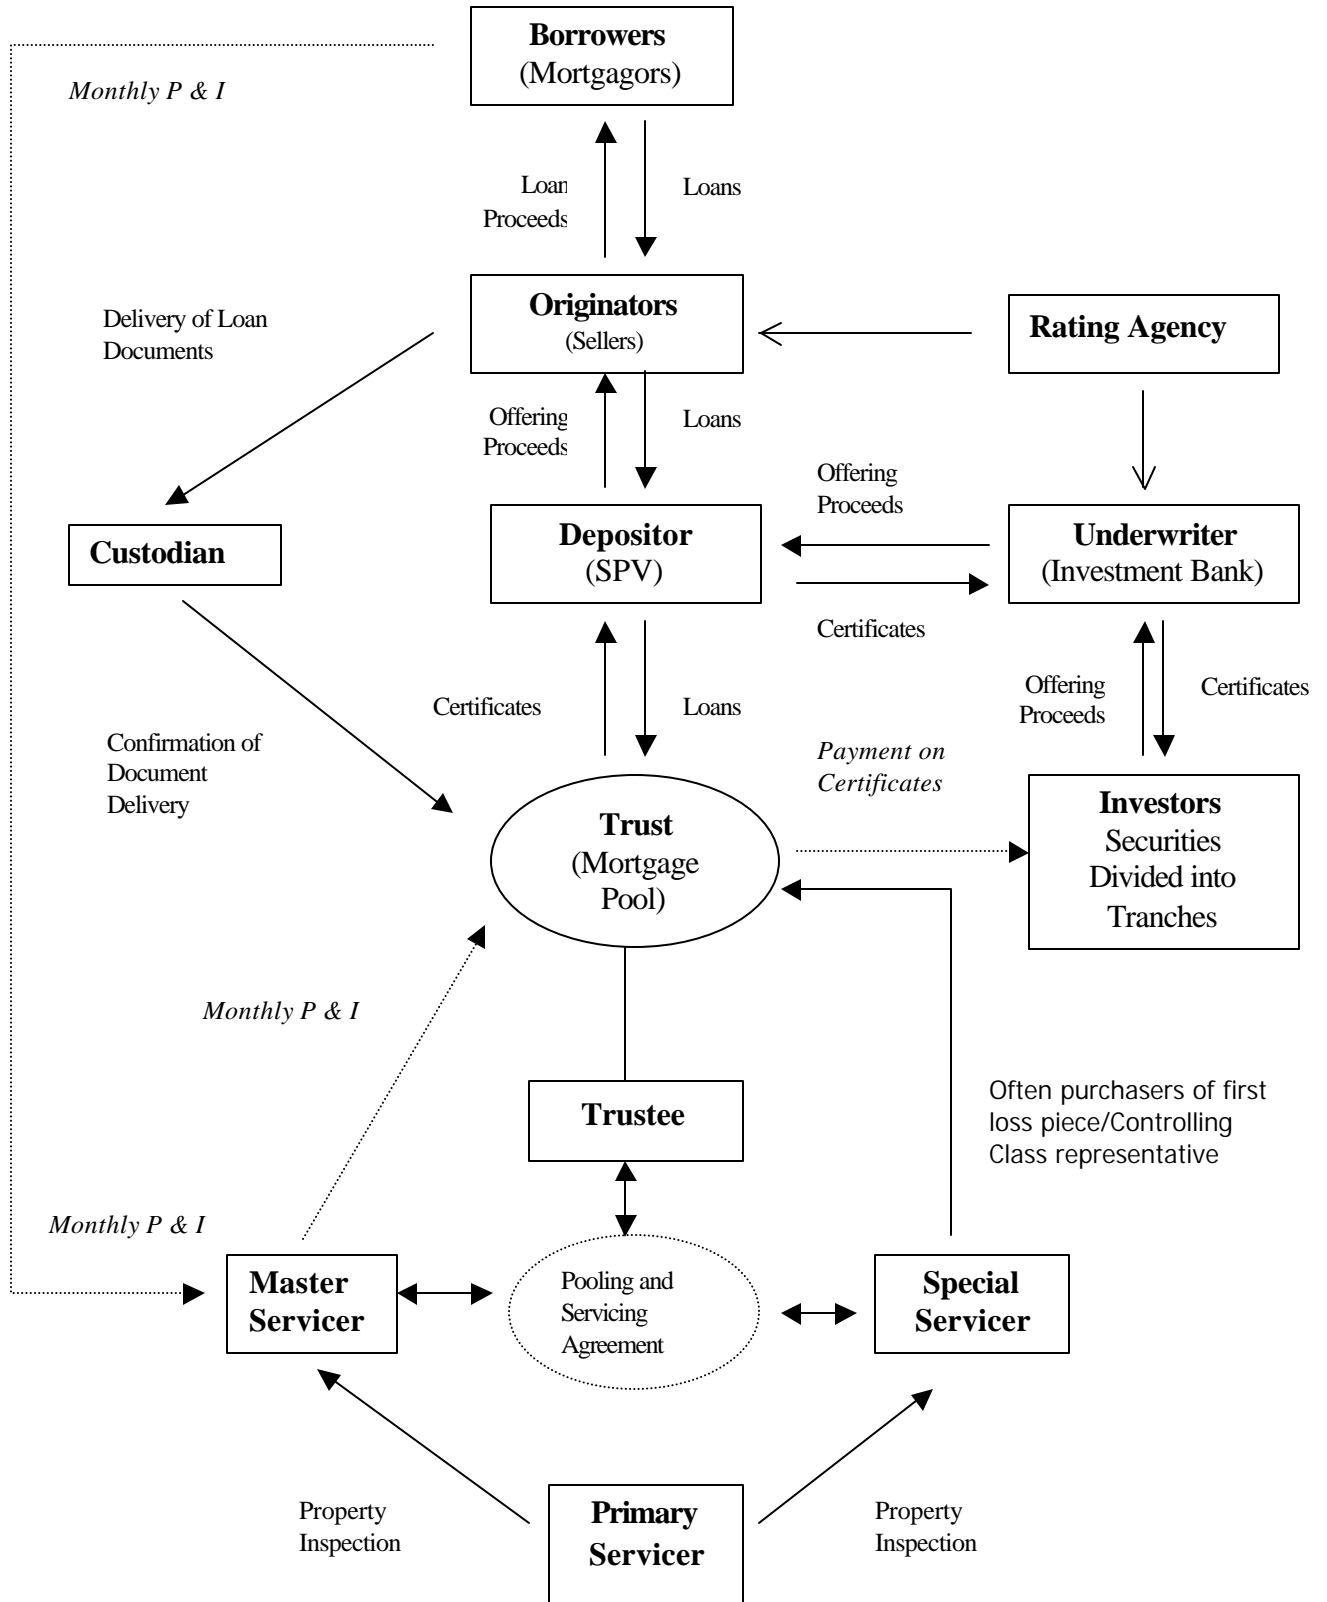 Borrowers
(Mortgagors)
Monthly P & I
Loan
Proceeds
Loans
Originators
(Sellers)
Rating Agency
Delivery of Loan
Documents
Offering
Proceeds
Loans
Offering
Proceeds
Custodian
Depositor
(SPV)
Underwriter
(Investment Bank)
Certificates
Certificates
Loans
Offering
Proceeds
Certificates
Confirmation of
Document
Delivery
Payment on
Certificates
Trust
(Mortgage
Pool)
Investors
Securities
Divided into
Tranches
Monthly P & I
Trustee
Often purchasers of first
loss piece/Controlling
Class representative
Monthly P & I
Master
Servicer
Pooling and
Servicing
Agreement
Special
Servicer
Property
Inspection
Primary
Servicer
Property
Inspection